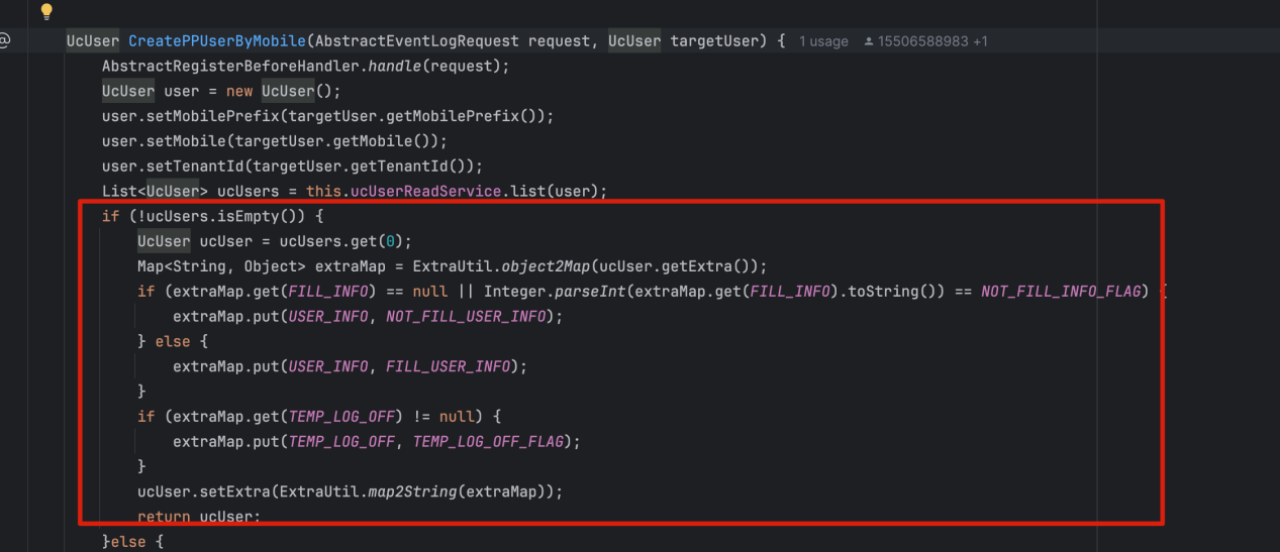 @
UcUser CreatePPUserByMobile(AbstractEventLogRequest request, UcUser targetUser) { 1 usage 15506588983 +1
AbstractRegisterBeforeHandler.handle(request);
UcUser user = new UcUser();
user.setMobilePrefix(targetUser.getMobilePrefix());
user.setMobile(targetUser.getMobile());
user.setTenantId(targetUser.getTenantId());
List<UcUser> ucUsers = this.ucUserReadService.list(user);
if (!ucUsers.isEmpty()) {
UcUser ucUser = ucUsers.get(0);
Map<String, Object> extraMap = ExtraUtil.object2Map(ucUser.getExtra());
if (extraMap.get(FILL_INFO) == null || Integer.parseInt(extraMap.get(FILL_INFO).toString()) == NOT_FILL_INFO_FLAG) {
extraMap.put(USER_INFO, NOT_FILL_USER_INFO);
} else {
extraMap.put(USER_INFO, FILL_USER_INFO);
}
if (extraMap.get(TEMP_LOG_OFF) != null) {
extraMap.put(TEMP_LOG_OFF, TEMP_LOG_OFF_FLAG);
}
ucUser.setExtra(ExtraUtil.map2String(extraMap));
return ucUser;
}else {